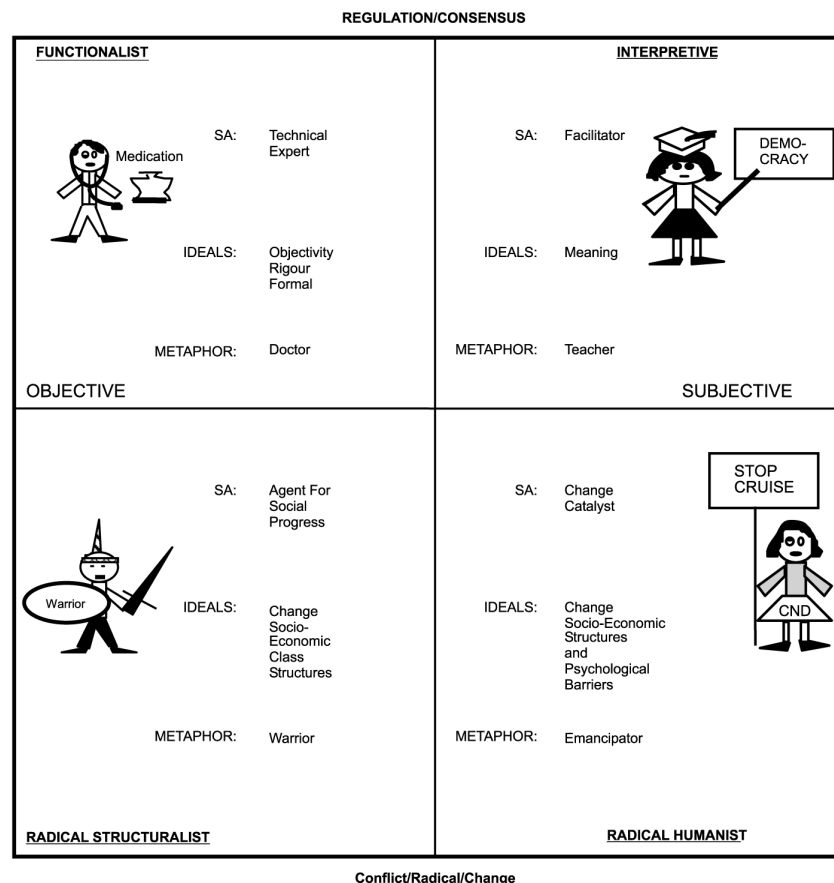 REGULATION/CONSENSUS
FUNCTIONALIST
Medication
SA: Technical
Expert
IDEALS: Objectivity
Rigour
Formal
METAPHOR: Doctor
OBJECTIVE
INTERPRETIVE
SA: Facilitator
DEMO-
CRACY
IDEALS: Meaning
METAPHOR: Teacher
SUBJECTIVE
SA: Agent For
Social
Progress
Warrior
IDEALS: Change
Socio-
Economic
Class
Structures
METAPHOR: Warrior
RADICAL STRUCTURALIST
STOP
CRUISE
SA: Change
Catalyst
IDEALS: Change
Socio-Economic
Structures
and
Psychological
Barriers
CND
METAPHOR: Emancipator
RADICAL HUMANIST
Conflict/Radical/Change